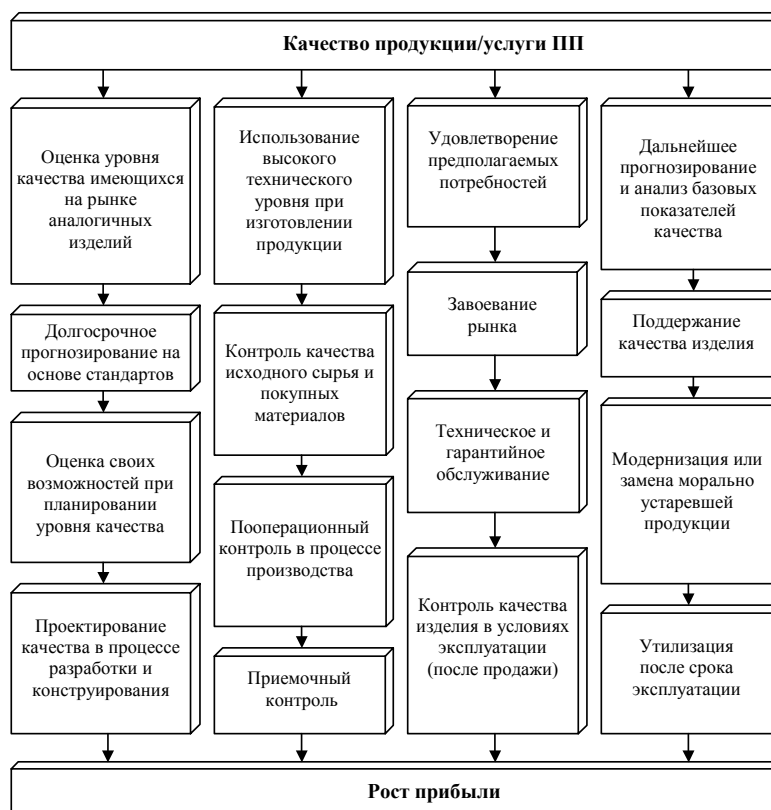 Качество продукции/услуги ПП
Оценка уровня
качества имеющихся
на рынке
аналогичных
изделий
Долгосрочное
прогнозирование на
основе стандартов
Оценка своих
возможностей при
планировании
уровня качества
Проектирование
качества в процессе
разработки и
конструирования
Использование
высокого
технического
уровня при
изготовлении
продукции
Контроль качества
исходного сырья и
покупных
материалов
Пооперационный
контроль в процессе
производства
Приемочный
контроль
Удовлетворение
предполагаемых
потребностей
Завоевание
рынка
Техническое и
гарантийное
обслуживание
Контроль качества
изделия в условиях
эксплуатации
(после продажи)
Дальнейшее
прогнозирование
и анализ базовых
показателей
качества
Поддержание
качества изделия
Модернизация или
замена морально
устаревшей
продукции
Утилизация
после срока
эксплуатации
Рост прибыли